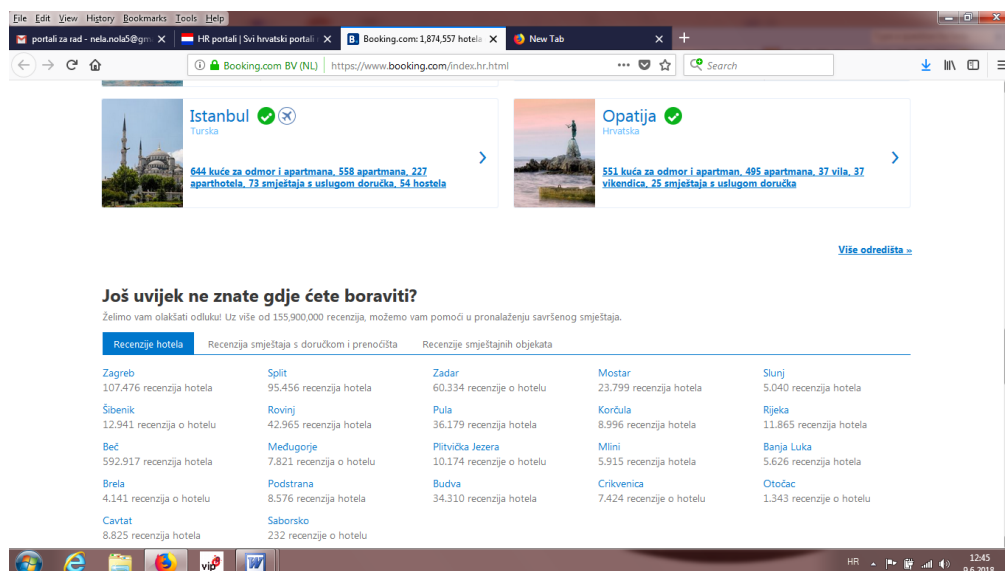 File Edit View History Bookmarks Tools Help
portali za rad - nela.nola5@gm
HR portali | Svi hrvatski portali
Booking.com: 1,874,557 hotela
New Tab
Booking.com BV (NL) https://www.booking.com/index.hr.html
Search
Istanbul
Turska
644 kuće za odmor i apartmana, 558 apartmana, 227
aparthotela, 73 smještaja s uslugom doručka, 54 hostela
Opatija
Hrvatska
551 kuća za odmor i apartman, 495 apartmana, 37 vila, 37
vikendica, 25 smještaja s uslugom doručka
Više odredišta »
Još uvijek ne znate gdje ćete boraviti?
Želimo vam olakšati odluku! Uz više od 155,900,000 recenzija, možemo vam pomoći u pronalaženju savršenog smještaja.
Recenzije hotela
Recenzija smještaja s doručkom i prenoćišta
Recenzije smještajnih objekata
Zagreb
107.476 recenzija hotela
Split
95.456 recenzija hotela
Zadar
60.334 recenzije o hotelu
Mostar
23.799 recenzija hotela
Slunj
5.040 recenzija hotela
Šibenik
12.941 recenzija o hotelu
Rovinj
42.965 recenzija hotela
Pula
36.179 recenzija hotela
Korčula
8.996 recenzija hotela
Rijeka
11.865 recenzija hotela
Beč
592.917 recenzija hotela
Međugorje
7.821 recenzija o hotelu
Plitvička Jezera
10.174 recenzije o hotelu
Mlini
5.915 recenzija hotela
Banja Luka
5.626 recenzija hotela
Brela
4.141 recenzija o hotelu
Podstrana
8.576 recenzija hotela
Budva
34.310 recenzija hotela
Crikvenica
7.424 recenzije o hotelu
Otočac
1.343 recenzije o hotelu
Cavtat
8.825 recenzija hotela
Saborsko
232 recenzije o hotelu
vip
HR
12:45
9.6.2018